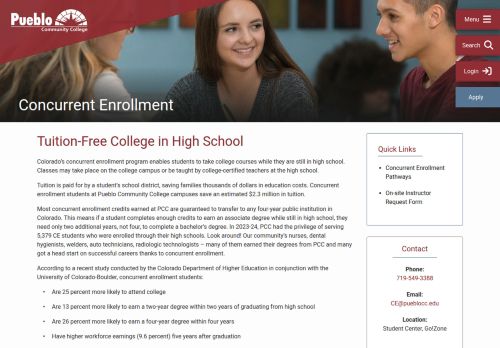 Pueblo
Community College
Menu
Search
Login
Apply
Concurrent Enrollment
Tuition-Free College in High School
Colorado's concurrent enrollment program enables students to take college courses while they are still in high school.
Classes may take place on the college campus or be taught by college-certified teachers at the high school.
Tuition is paid for by a student's school district, saving families thousands of dollars in education costs. Concurrent
enrollment students at Pueblo Community College campuses save an estimated $2.3 million in tuition.
Most concurrent enrollment credits earned at PCC are guaranteed to transfer to any four-year public institution in
Colorado. This means if a student completes enough credits to earn an associate degree while still in high school, they
need only two additional years, not four, to complete a bachelor's degree. In 2023-24, PCC had the privilege of serving
5,379 CE students who were enrolled through their high schools. Look around! Our community's nurses, dental
hygienists, welders, auto technicians, radiologic technologists – many of them earned their degrees from PCC and many
got a head start on successful careers thanks to concurrent enrollment.
According to a recent study conducted by the Colorado Department of Higher Education in conjunction with the
University of Colorado-Boulder, concurrent enrollment students:
• Are 25 percent more likely to attend college
• Are 13 percent more likely to earn a two-year degree within two years of graduating from high school
• Are 26 percent more likely to earn a four-year degree within four years
• Have higher workforce earnings (9.6 percent) five years after graduation
Quick Links
• Concurrent Enrollment
Pathways
• On-site Instructor
Request Form
Contact
Phone:
719-549-3388
Email:
CE@pueblocc.edu
Location:
Student Center, Go!Zone